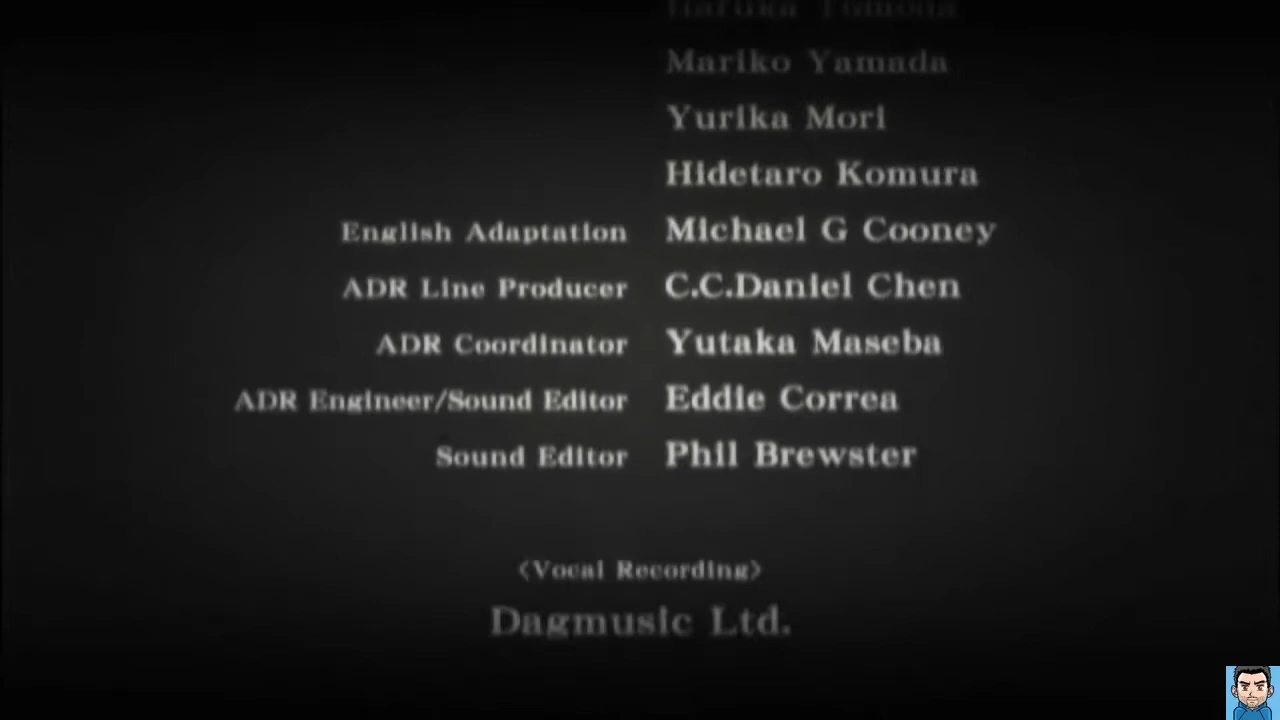 Mariko Yamada
Yurika Mori
Hidetaro Komura
English Adaptation Michael G Cooney
ADR Line Producer C.C.Daniel Chen
ADR Coordinator Yutaka Maseba
ADR Engineer/Sound Editor Eddie Correa
Sound Editor Phil Brewster
<Vocal Recording>
Dagmusic Ltd.